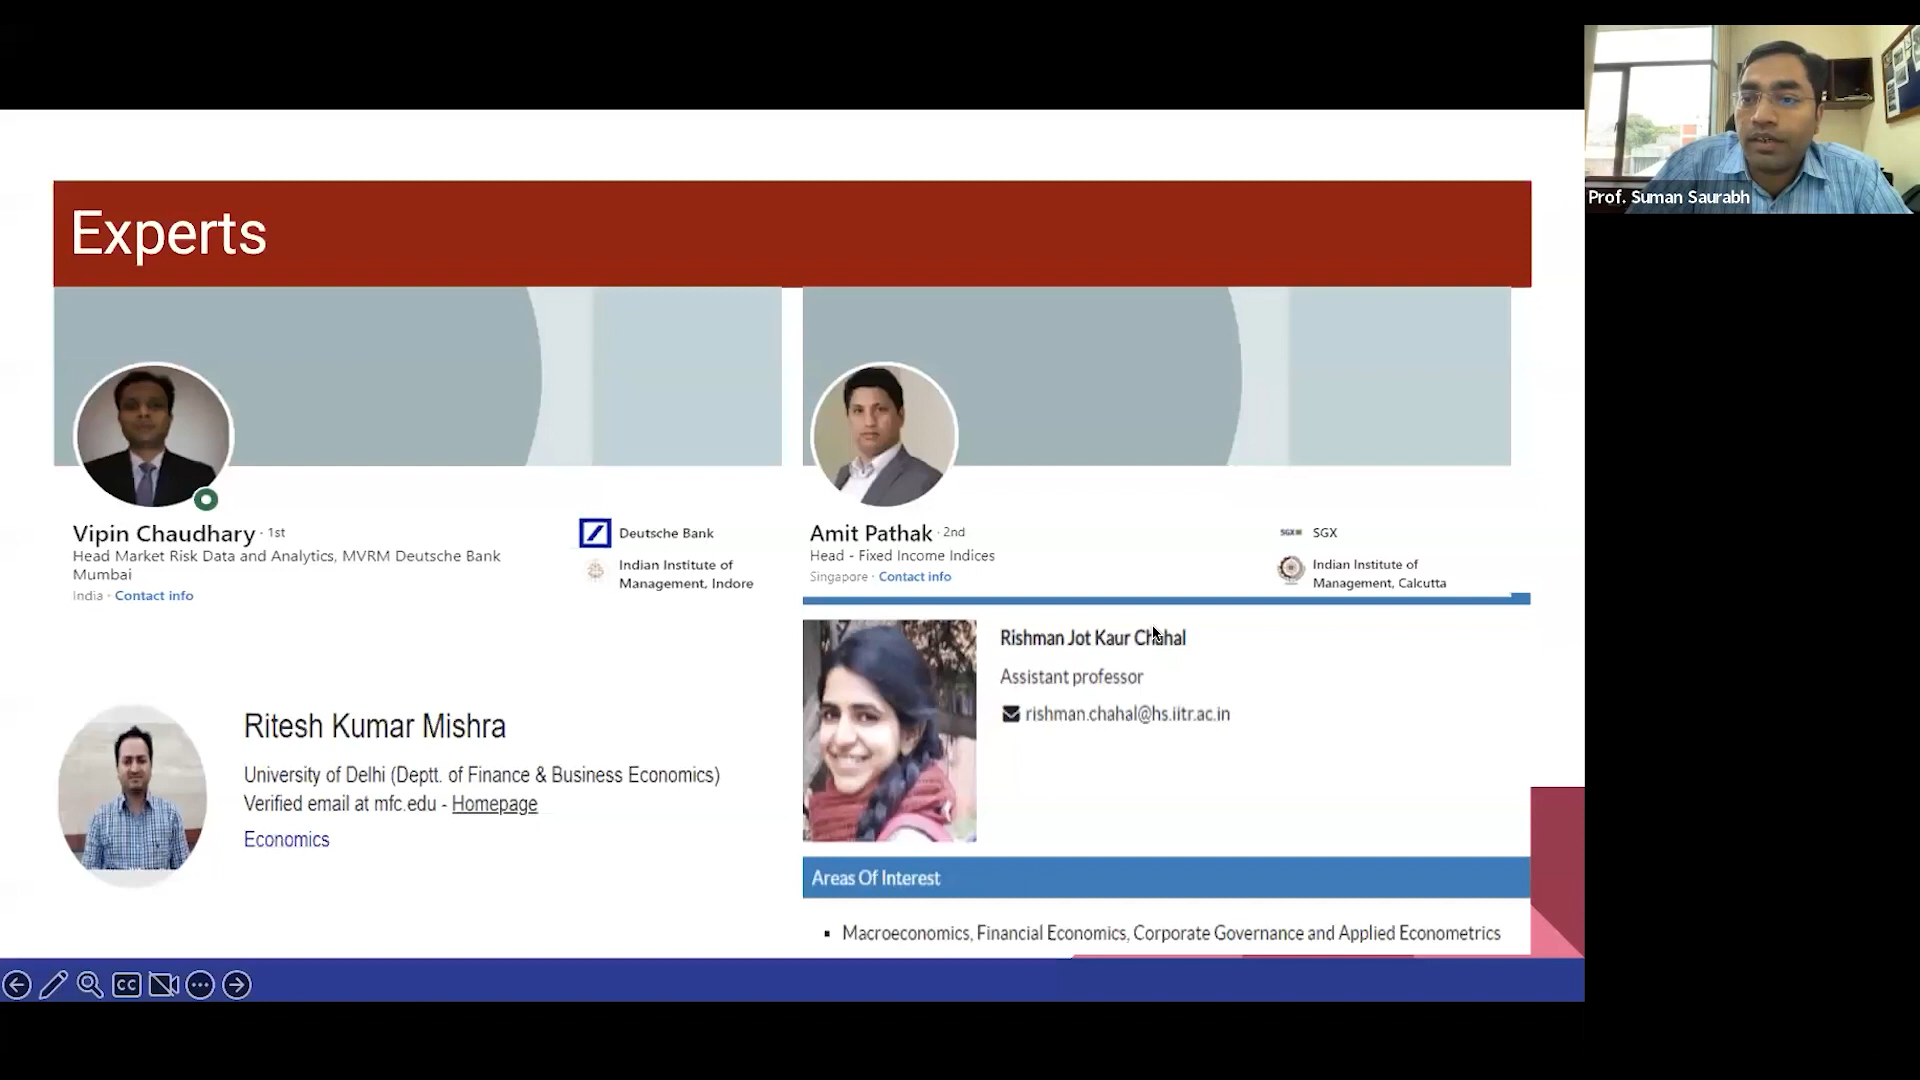 Prof. Suman Saurabh
Experts
Vipin Chaudhary · 1st
Head Market Risk Data and Analytics, MVRM Deutsche Bank
Mumbai
India · Contact info
Deutsche Bank
Indian Institute of
Management, Indore
Amit Pathak · 2nd
Head - Fixed Income Indices
Singapore · Contact info
SGX
SGX
Indian Institute of
Management, Calcutta
Rishman Jot Kaur Chahal
Assistant professor
rishman.chahal@hs.iitr.ac.in
Ritesh Kumar Mishra
University of Delhi (Deptt. of Finance & Business Economics)
Verified email at mfc.edu - Homepage
Economics
Areas Of Interest
▪ Macroeconomics, Financial Economics, Corporate Governance and Applied Econometrics
CC